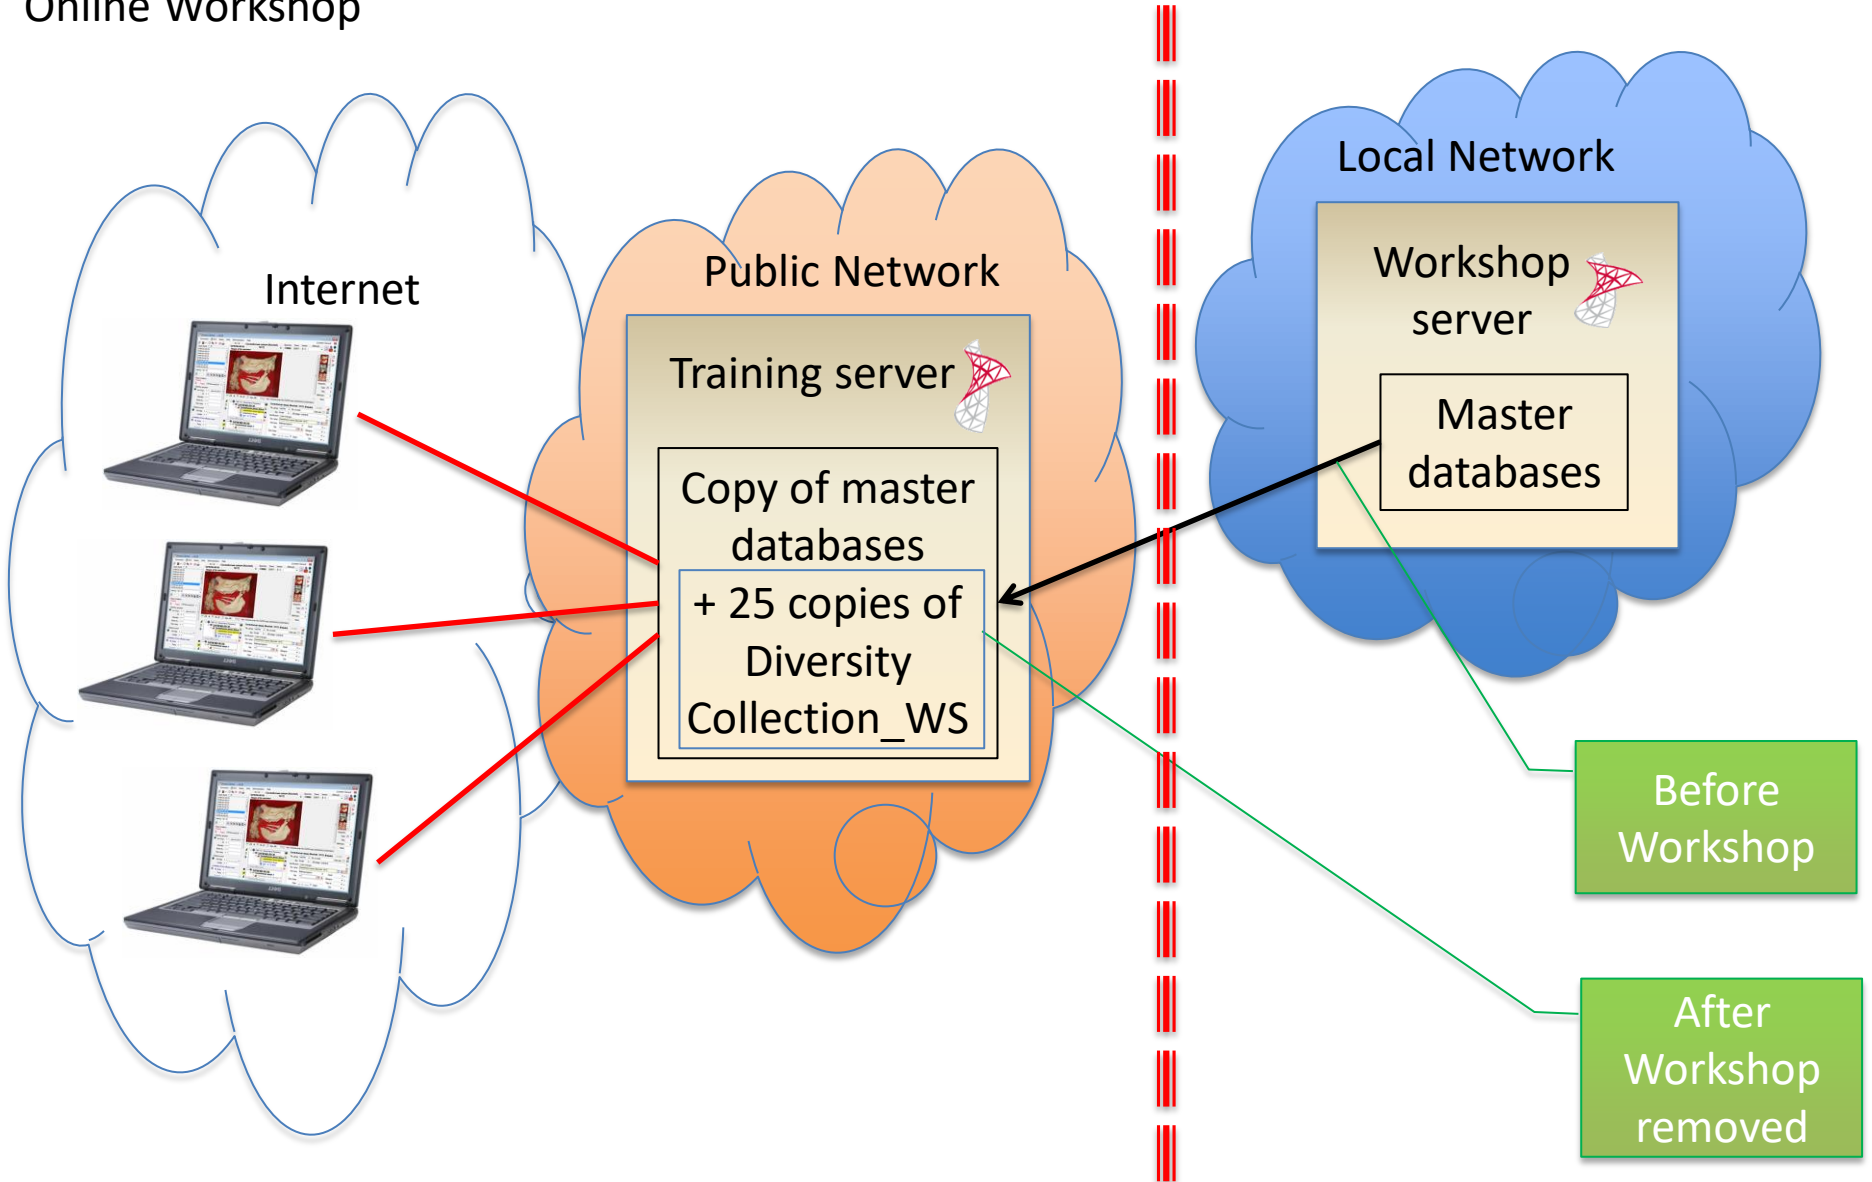 Online Workshop
Internet
Public Network
Training server
Copy of master
databases
+ 25 copies of
Diversity
Collection_WS
Local Network
Workshop
server
Master
databases
Before
Workshop
After
Workshop
removed